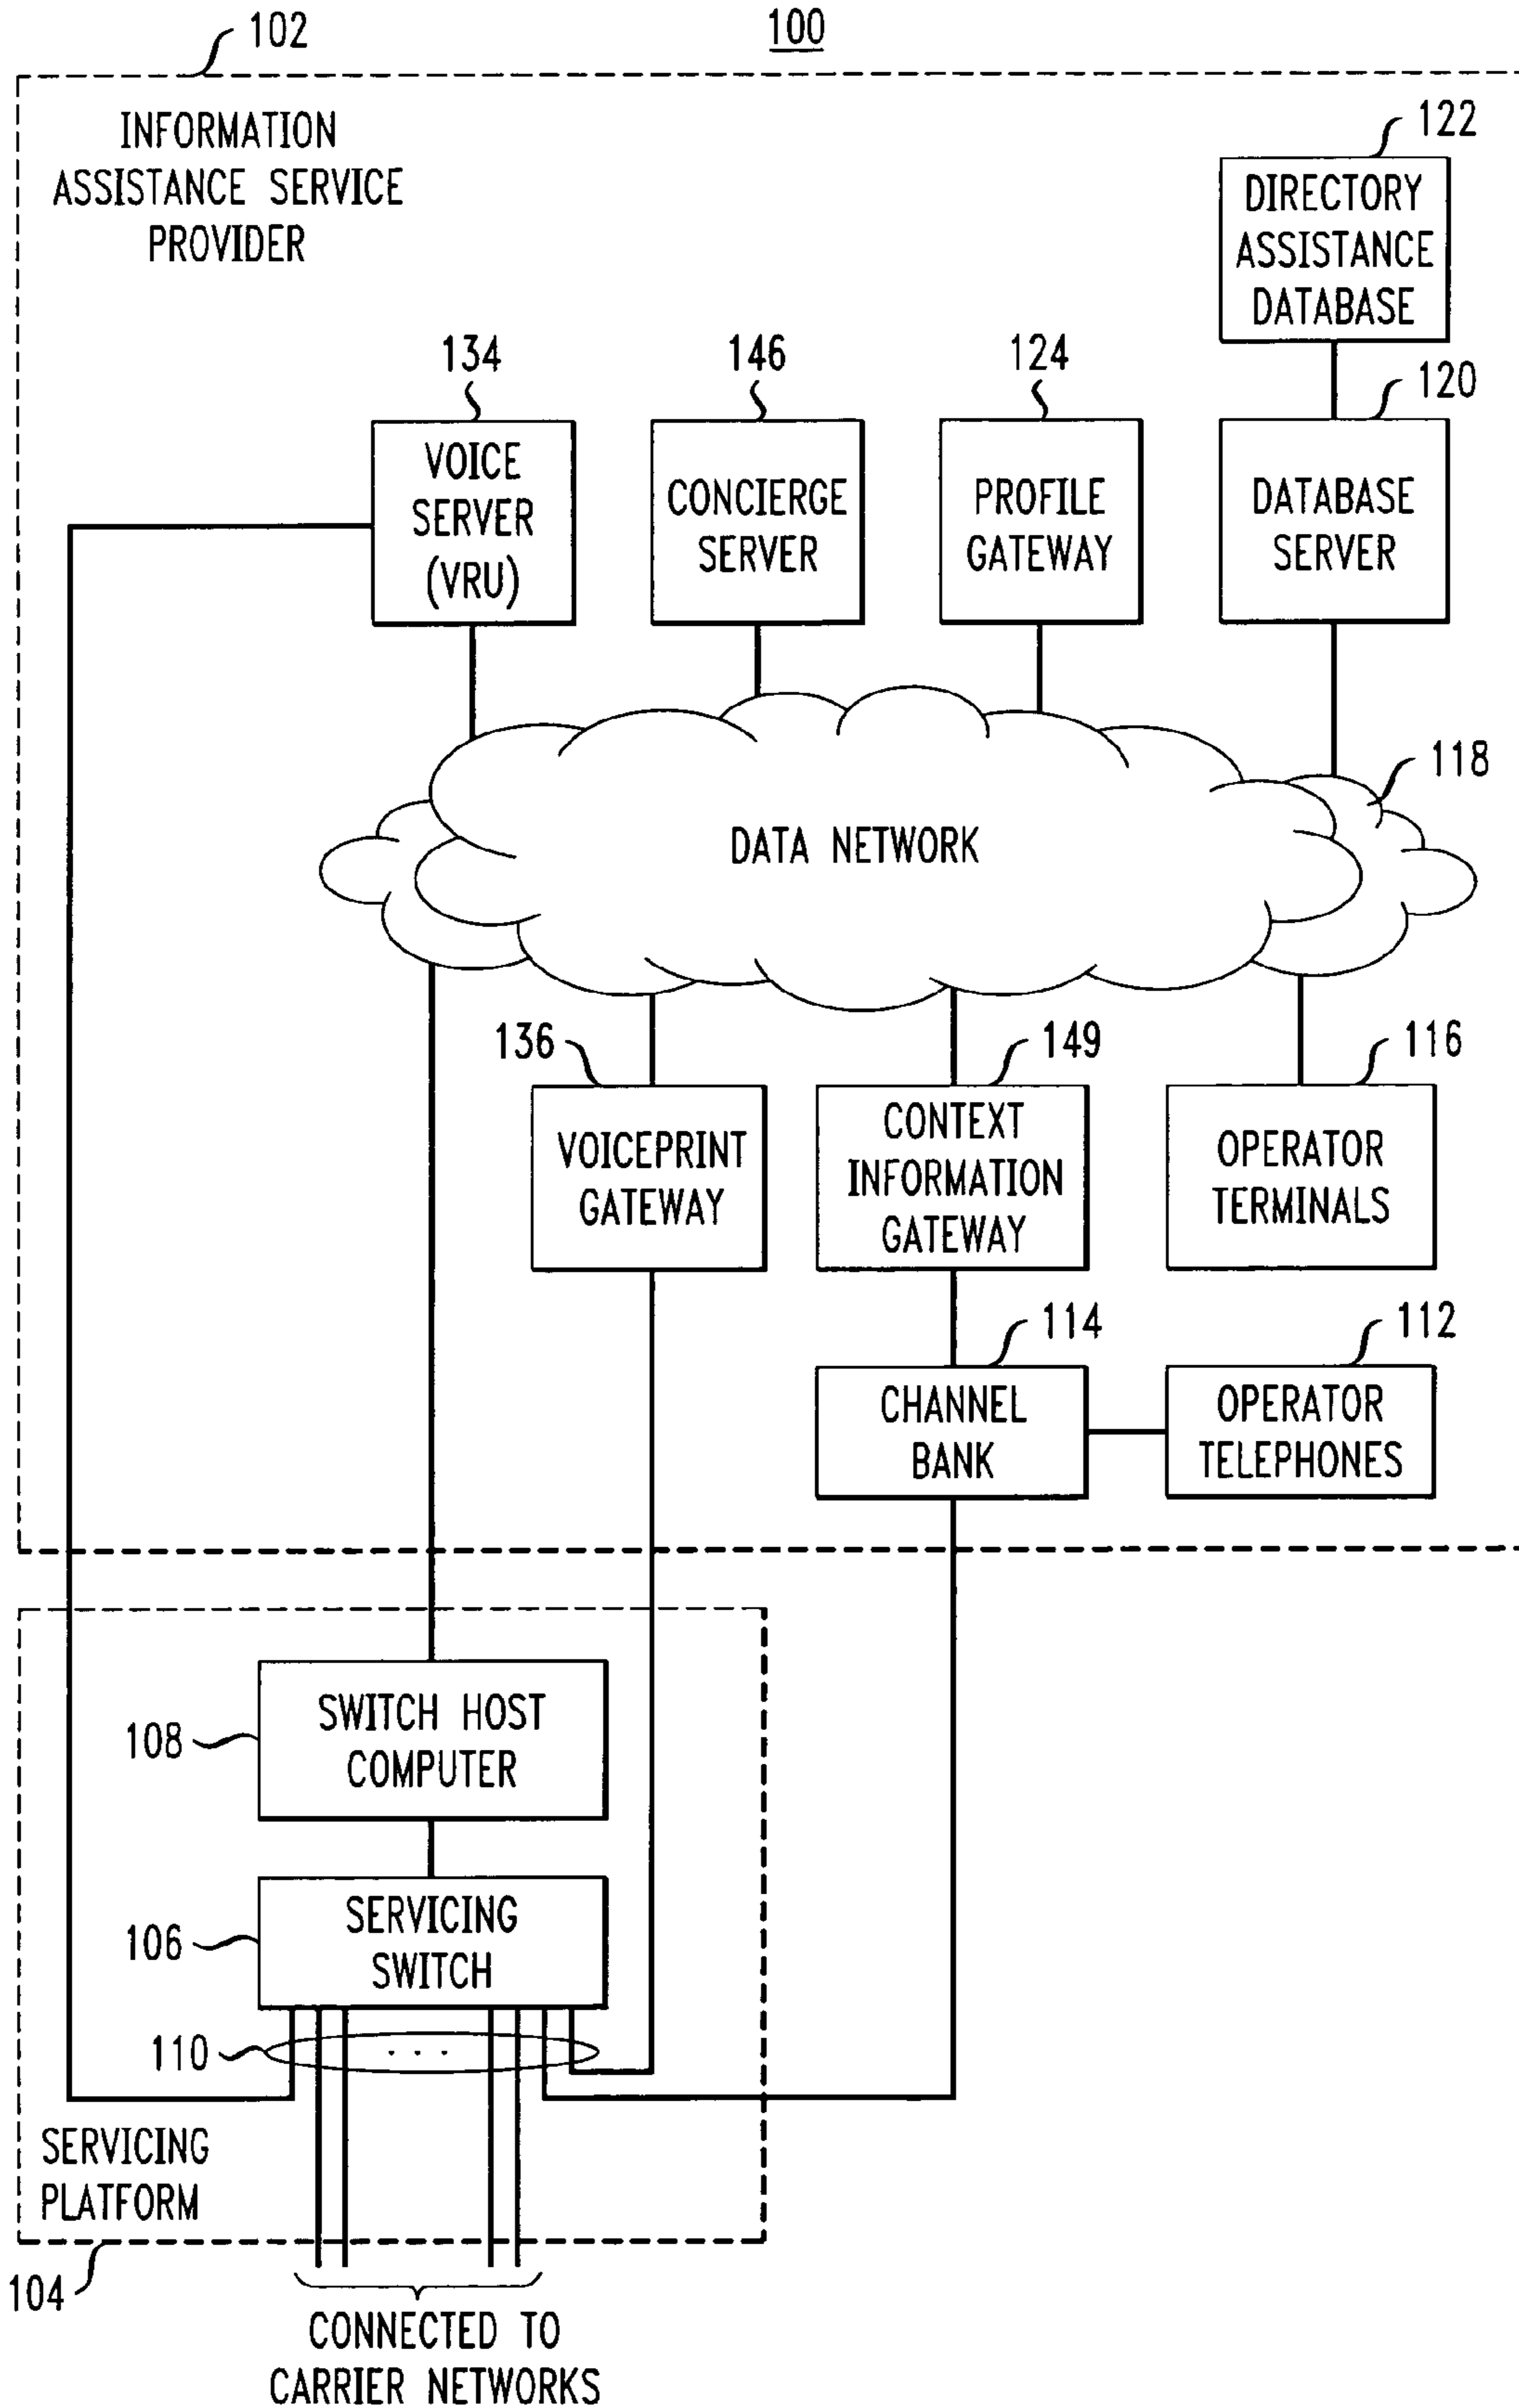 100
102
INFORMATION
ASSISTANCE SERVICE
PROVIDER
122
DIRECTORY
ASSISTANCE
DATABASE
134
146
124
120
VOICE
SERVER
(VRU)
CONCIERGE
SERVER
PROFILE
GATEWAY
DATABASE
SERVER
118
DATA NETWORK
136
149
116
VOICEPRINT
GATEWAY
CONTEXT
INFORMATION
GATEWAY
OPERATOR
TERMINALS
114
112
CHANNEL
BANK
OPERATOR
TELEPHONES
108
SWITCH HOST
COMPUTER
106
SERVICING
SWITCH
110
. . .
SERVICING
PLATFORM
104
CONNECTED TO
CARRIER NETWORKS